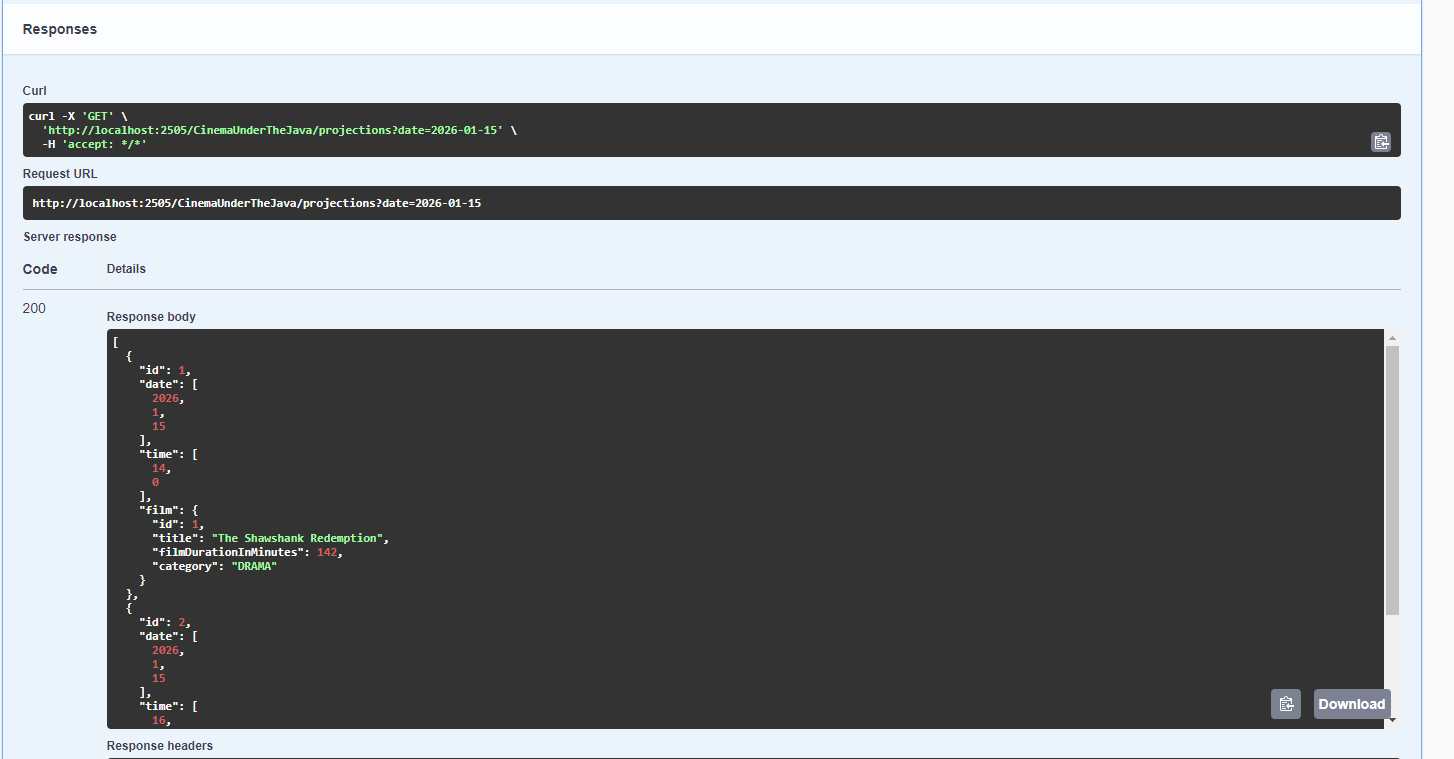 Responses
Curl
curl -X 'GET' \
  'http://localhost:2505/CinemaUnderTheJava/projections?date=2026-01-15' \
  -H 'accept: */*'
Request URL
http://localhost:2505/CinemaUnderTheJava/projections?date=2026-01-15
Server response
Code Details
200
Response body
[
  {
    "id": 1,
    "date": [
      2026,
      1,
      15
    ],
    "time": [
      14,
      0
    ],
    "film": {
      "id": 1,
      "title": "The Shawshank Redemption",
      "filmDurationInMinutes": 142,
      "category": "DRAMA"
    }
  },
  {
    "id": 2,
    "date": [
      2026,
      1,
      15
    ],
    "time": [
      16,
Download
Response headers